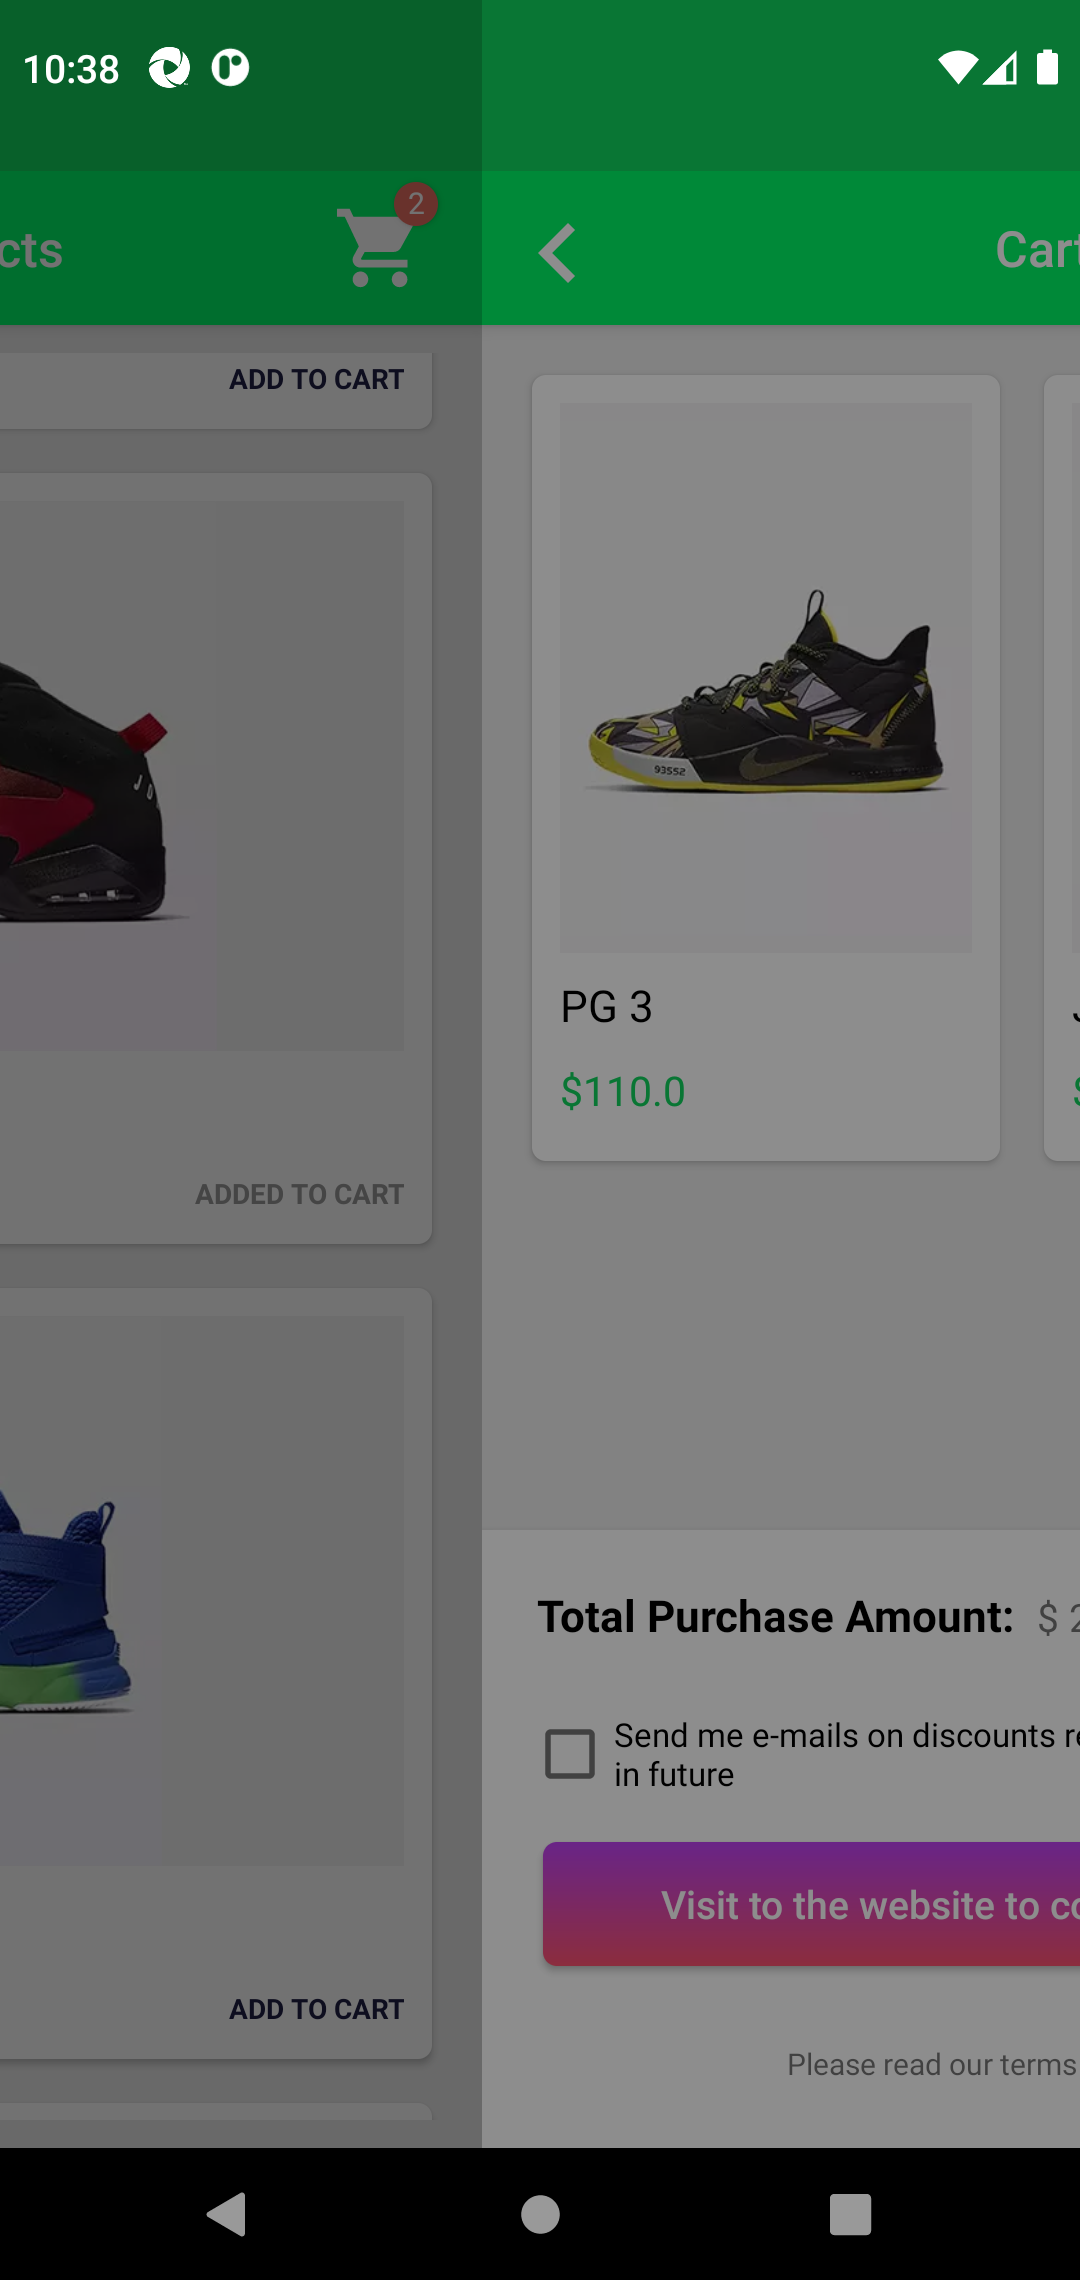 10:38
cts
2
Cart
ADD TO CART
93552
PG 3
$110.0
ADDED TO CART
Total Purchase Amount: $ 2
Send me e-mails on discounts re
in future
Visit to the website to co
ADD TO CART
Please read our terms